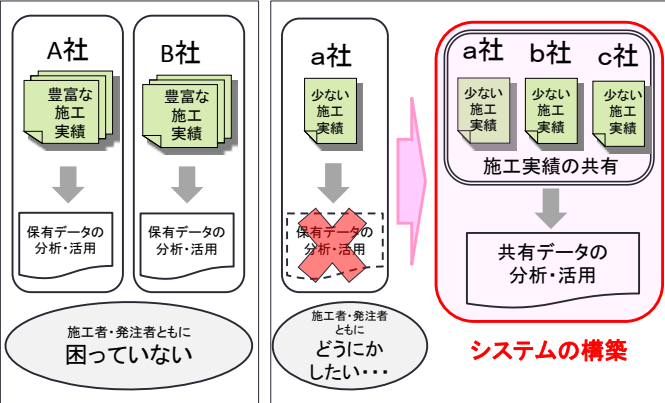 A社
豊富な
施工
実績
保有データの
分析・活用
B社
豊富な
施工
実績
保有データの
分析・活用
施工者・発注者ともに
困っていない
a社
少ない
施工
実績
保有データの
分析・活用
施工者・発注者
ともに
どうにか
したい・・・
a社
少ない
施工
実績
b社
少ない
施工
実績
c社
少ない
施工
実績
施工実績の共有
共有データの
分析・活用
システムの構築